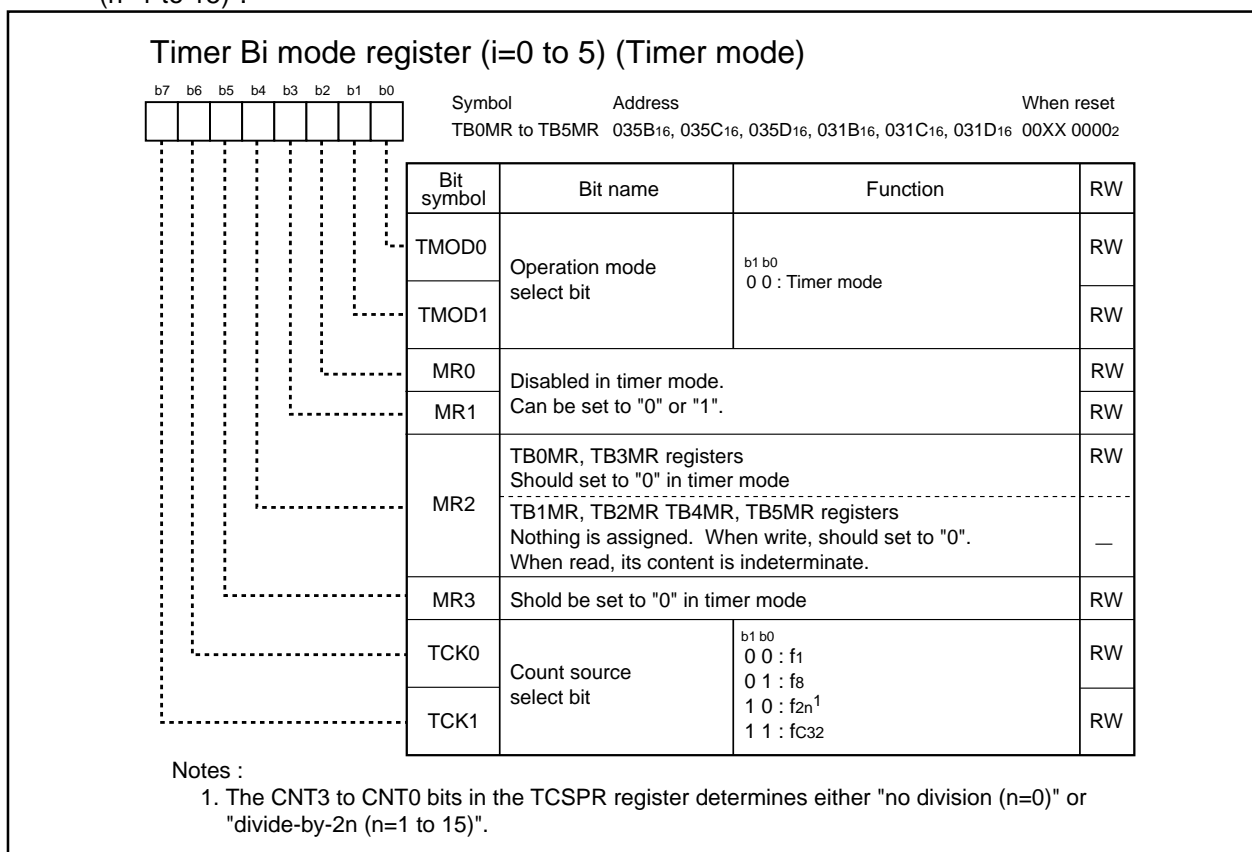 Timer Bi mode register (i=0 to 5) (Timer mode)
b7 b6 b5 b4 b3 b2 b1 b0
Symbol Address When reset
TB0MR to TB5MR 035B16, 035C16, 035D16, 031B16, 031C16, 031D16 00XX 00002
Bit symbol Bit name Function RW
TMOD0 RW
Operation mode select bit
b1 b0
0 0 : Timer mode
TMOD1 RW
MR0 RW
Disabled in timer mode.
Can be set to "0" or "1".
MR1 RW
MR2
TB0MR, TB3MR registers RW
Should set to "0" in timer mode
TB1MR, TB2MR TB4MR, TB5MR registers
Nothing is assigned. When write, should set to "0". —
When read, its content is indeterminate.
MR3 Shold be set to "0" in timer mode RW
TCK0 RW
Count source select bit
b1 b0
0 0 : f1
0 1 : f8
1 0 : f2n1
1 1 : fC32
TCK1 RW
Notes :
1. The CNT3 to CNT0 bits in the TCSPR register determines either "no division (n=0)" or
"divide-by-2n (n=1 to 15)".